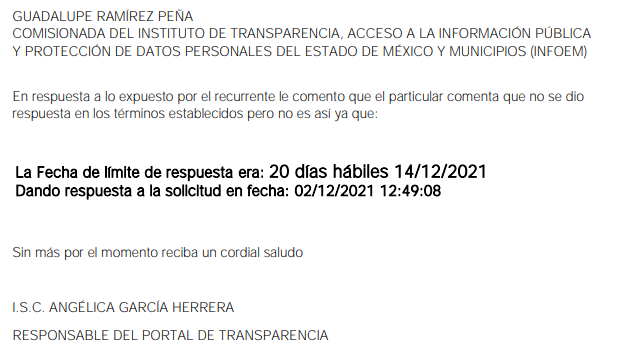 GUADALUPE RAMÍREZ PEÑA
COMISIONADA DEL INSTITUTO DE TRANSPARENCIA, ACCESO A LA INFORMACIÓN PÚBLICA
Y PROTECCIÓN DE DATOS PERSONALES DEL ESTADO DE MÉXICO Y MUNICIPIOS (INFOEM)
En respuesta a lo expuesto por el recurrente le comento que el particular comenta que no se dio
respuesta en los términos establecidos pero no es así ya que:
La Fecha de límite de respuesta era: 20 días hábiles 14/12/2021
Dando respuesta a la solicitud en fecha: 02/12/2021 12:49:08
Sin más por el momento reciba un cordial saludo
I.S.C. ANGÉLICA GARCÍA HERRERA
RESPONSABLE DEL PORTAL DE TRANSPARENCIA